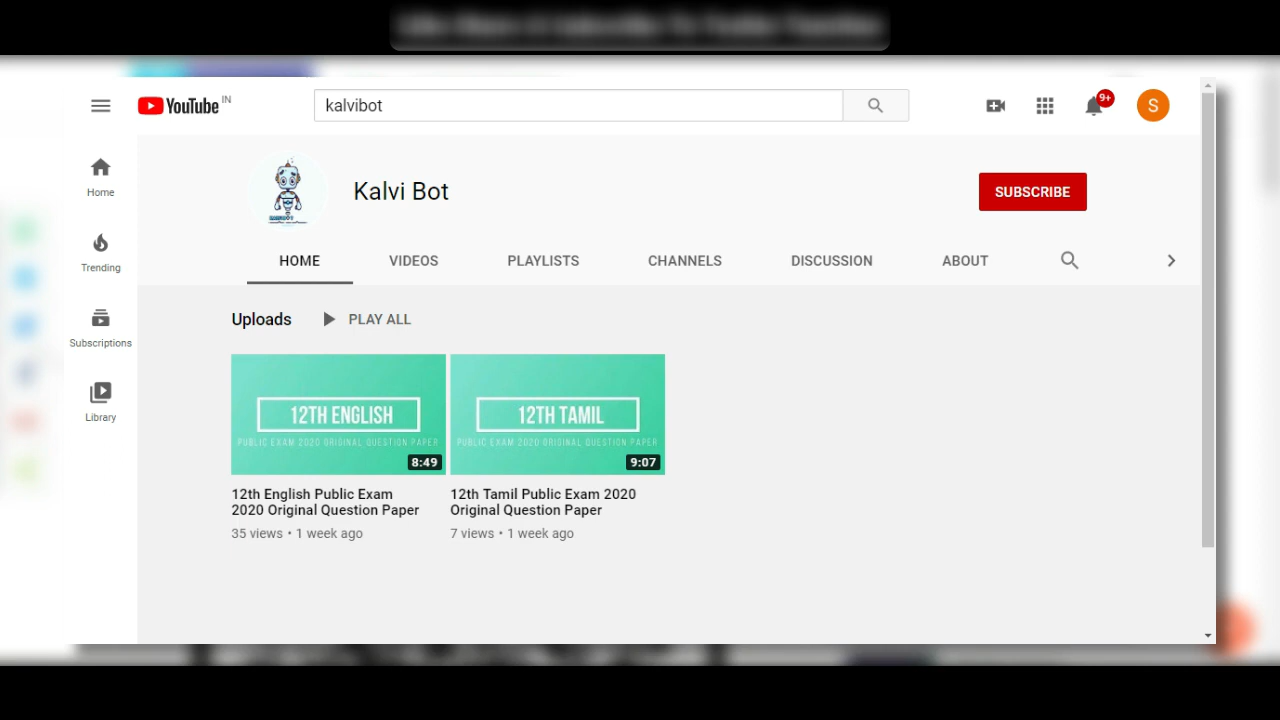 YouTube IN
kalvibot
9+
S
Home
Trending
Subscriptions
Library
Kalvi Bot
SUBSCRIBE
HOME VIDEOS PLAYLISTS CHANNELS DISCUSSION ABOUT
Uploads PLAY ALL
12TH ENGLISH
PUBLIC EXAM 2020 ORIGINAL QUESTION PAPER
8:49
12TH TAMIL
PUBLIC EXAM 2020 ORIGINAL QUESTION PAPER
9:07
12th English Public Exam
2020 Original Question Paper
35 views • 1 week ago
12th Tamil Public Exam 2020
Original Question Paper
7 views • 1 week ago